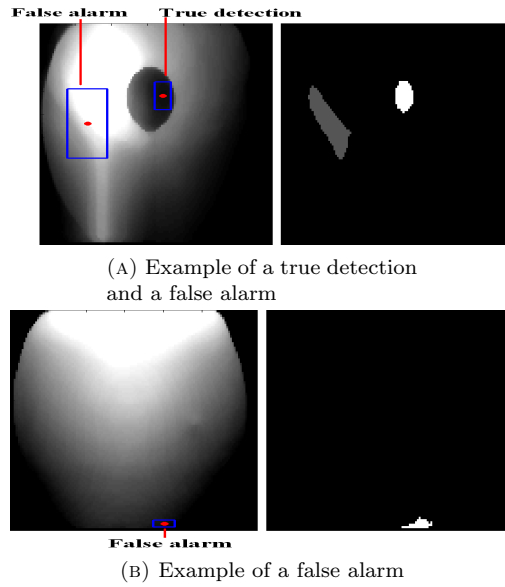 False alarm True detection
(A) Example of a true detection
and a false alarm
False alarm
(B) Example of a false alarm